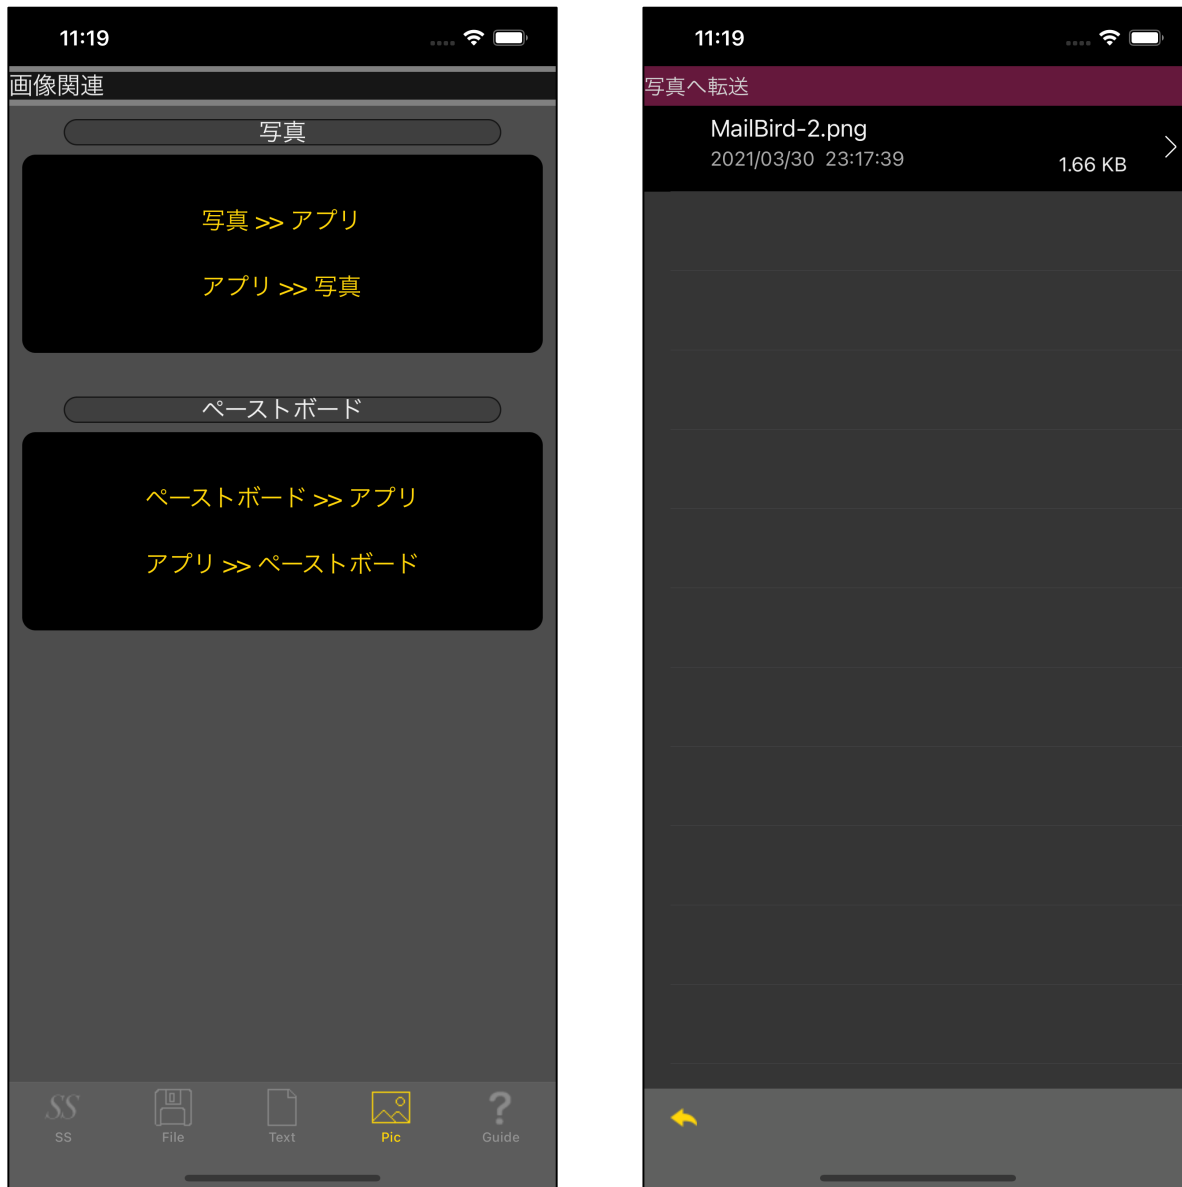 11:19
画像関連
写真
写真 >> アプリ
アプリ >> 写真
ペーストボード
ペーストボード >> アプリ
アプリ >> ペーストボード
SS
SS
File
Text
Pic
?
Guide
11:19
写真へ転送
MailBird-2.png
2021/03/30 23:17:39
1.66 KB